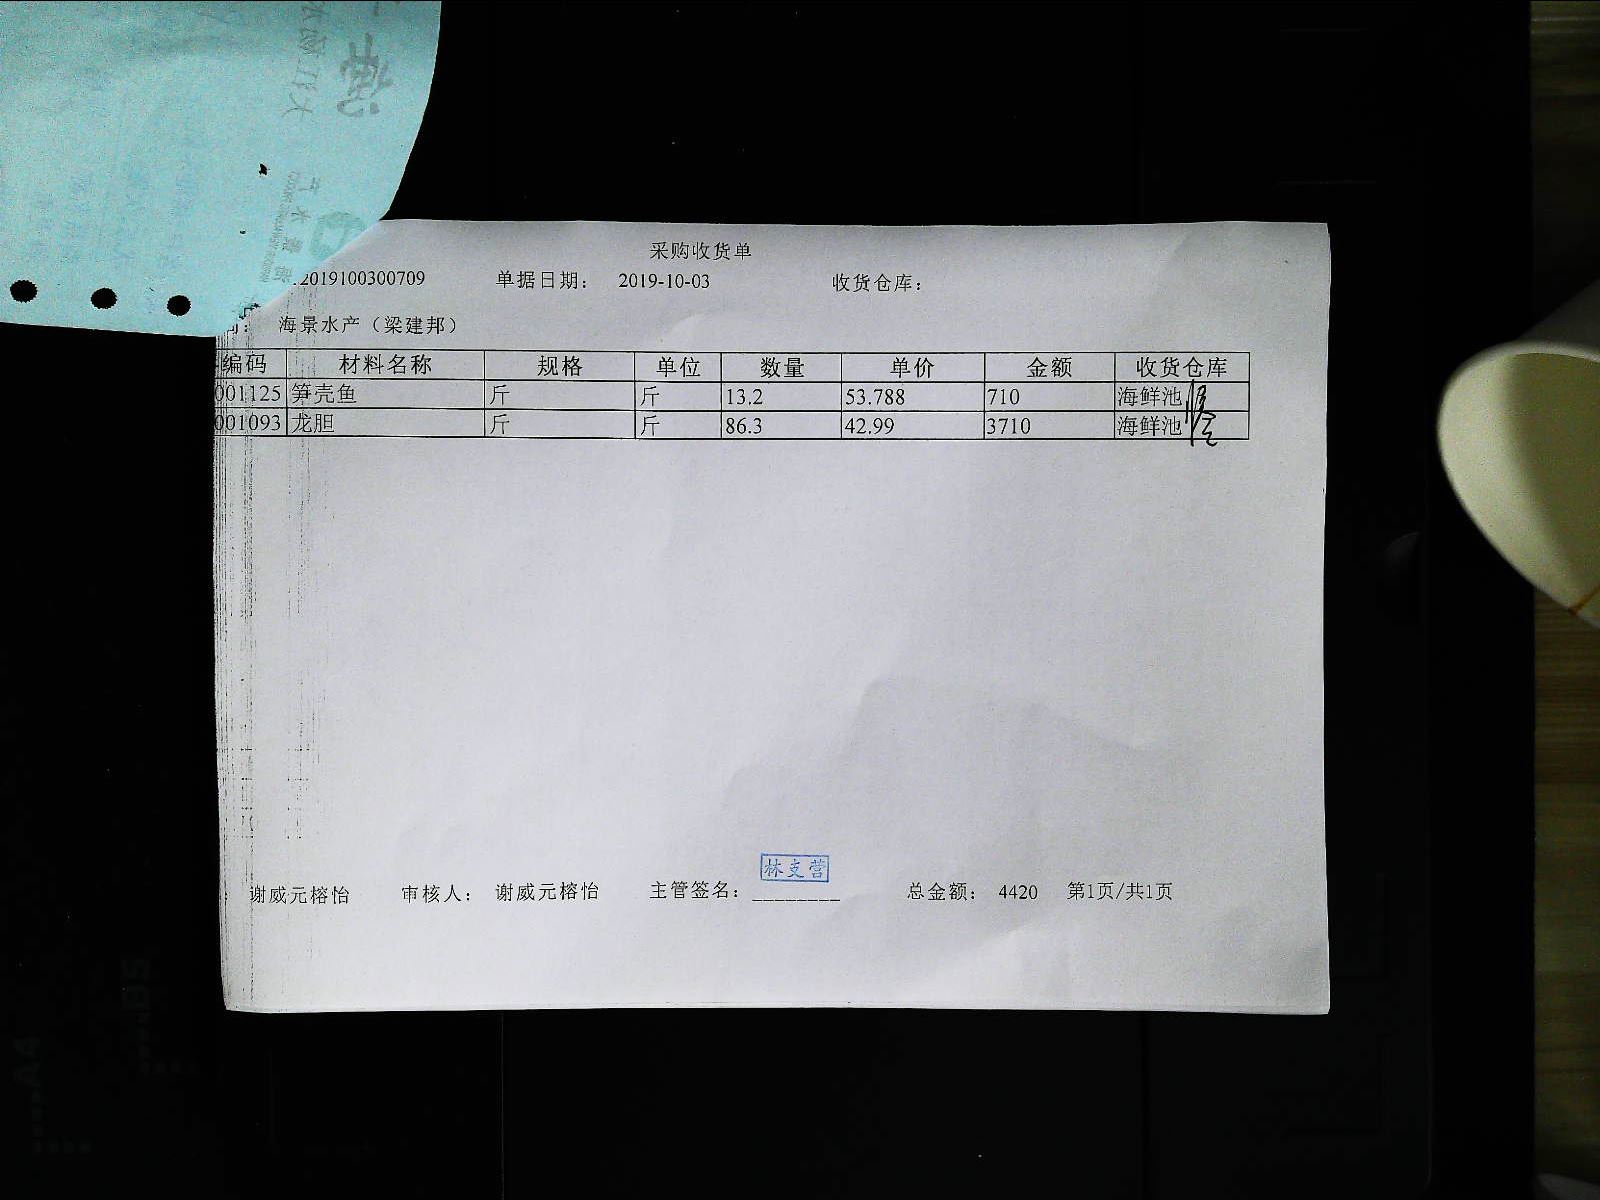 采购收货单
2019100300709 单据日期： 2019-10-03 收货仓库：
海景水产（梁建邦）
编码 材料名称 规格 单位 数量 单价 金额 收货仓库
001125 笋壳鱼 斤 斤 13.2 53.788 710 海鲜池
001093 龙胆 斤 斤 86.3 42.99 3710 海鲜池
林支营
谢威元榕怡 审核人： 谢威元榕怡 主管签名：________ 总金额： 4420 第1页/共1页